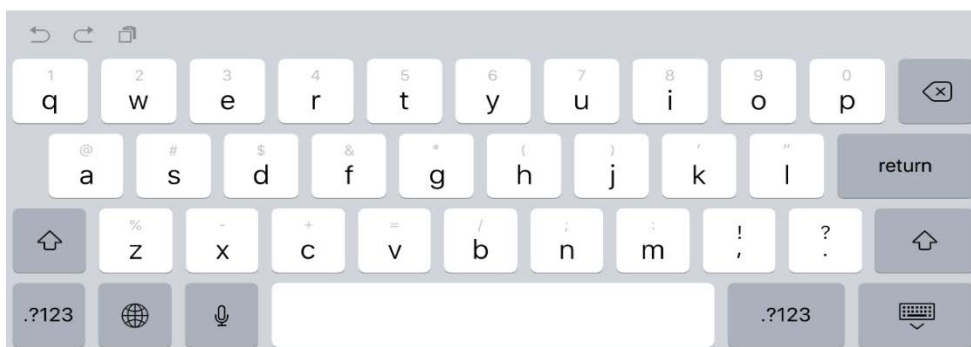 1 2 3 4 5 6 7 8 9 0
q w e r t y u i o p
@ # $ & * ( ) ' "
a s d f g h j k l return
% - + = / ; : ! ?
z x c v b n m , .
.?123 .?123